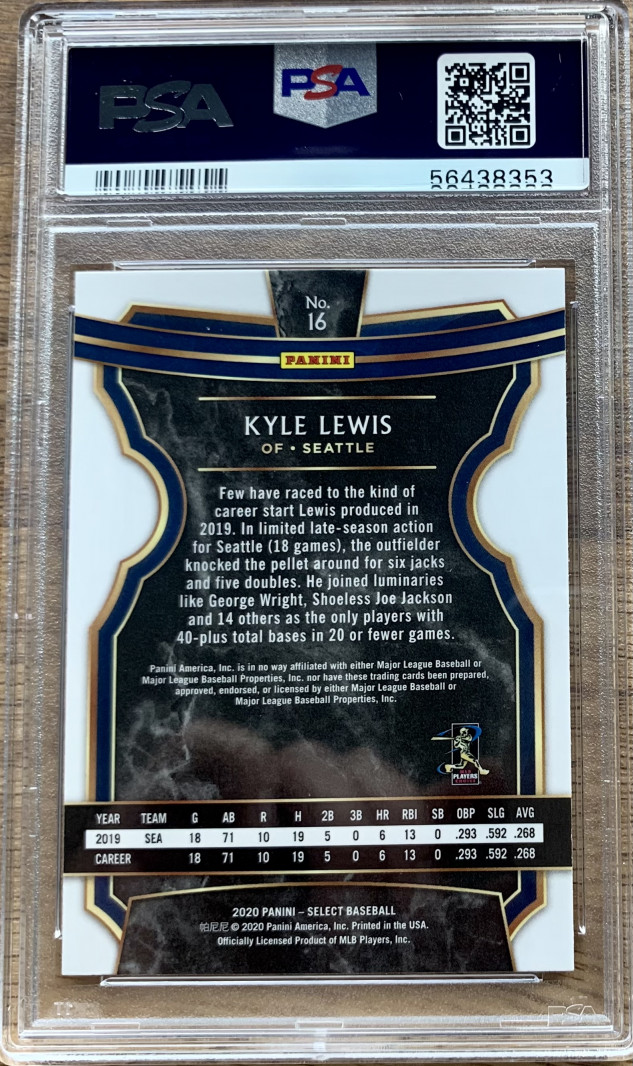 PSA
PSA
56438353
No.
16
PANINI
KYLE LEWIS
OF • SEATTLE
Few have raced to the kind of
career start Lewis produced in
2019. In limited late-season action
for Seattle (18 games), the outfielder
knocked the pellet around for six jacks
and five doubles. He joined luminaries
like George Wright, Shoeless Joe Jackson
and 14 others as the only players with
40-plus total bases in 20 or fewer games.
Panini America, Inc. is in no way affiliated with either Major League Baseball or
Major League Baseball Properties, Inc. nor have these trading cards been prepared,
approved, endorsed, or licensed by either Major League Baseball or
Major League Baseball Properties, Inc.
MLB
PLAYERS
CHOICE
YEAR TEAM G AB R H 2B 3B HR RBI SB OBP SLG AVG
2019 SEA 18 71 10 19 5 0 6 13 0 .293 .592 .268
CAREER 18 71 10 19 5 0 6 13 0 .293 .592 .268
2020 PANINI – SELECT BASEBALL
帕尼尼 © 2020 Panini America, Inc. Printed in the USA.
Officially Licensed Product of MLB Players, Inc.
PSA